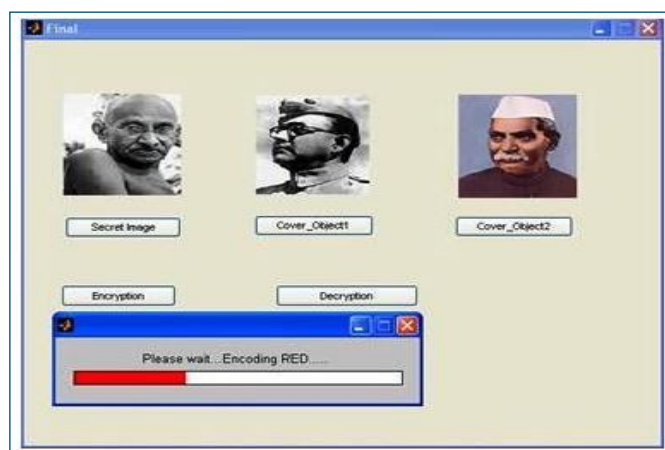 Final
Secret Image
Cover_Object1
Cover_Object2
Encryption
Decryption
Please wait...Encoding RED.....